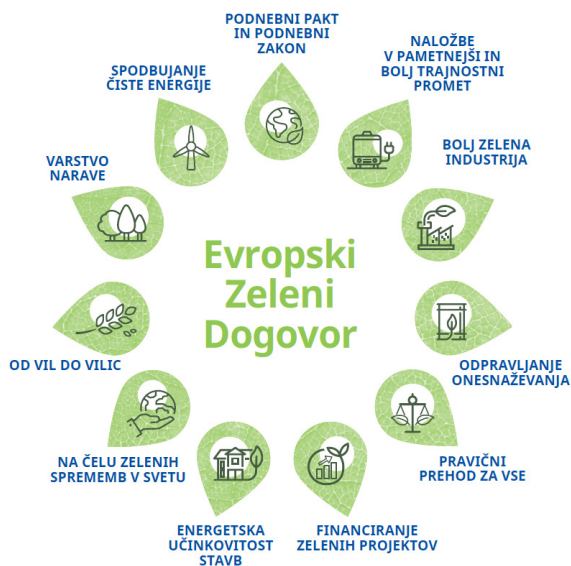 PODNEBNI PAKT
IN PODNEBNI
ZAKON
NALOŽBE
V PAMETNEJŠI IN
BOLJ TRAJNOSTNI
PROMET
BOLJ ZELENA
INDUSTRIJA
ODPRAVLJANJE
ONESNAŽEVANJA
PRAVIČNI
PREHOD ZA VSE
FINANCIRANJE
ZELENIH PROJEKTOV
ENERGETSKA
UČINKOVITOST
STAVB
NA ČELU ZELENIH
SPREMEMB V SVETU
OD VIL DO VILIC
VARSTVO
NARAVE
SPODBUJANJE
ČISTE ENERGIJE
Evropski
Zeleni
Dogovor